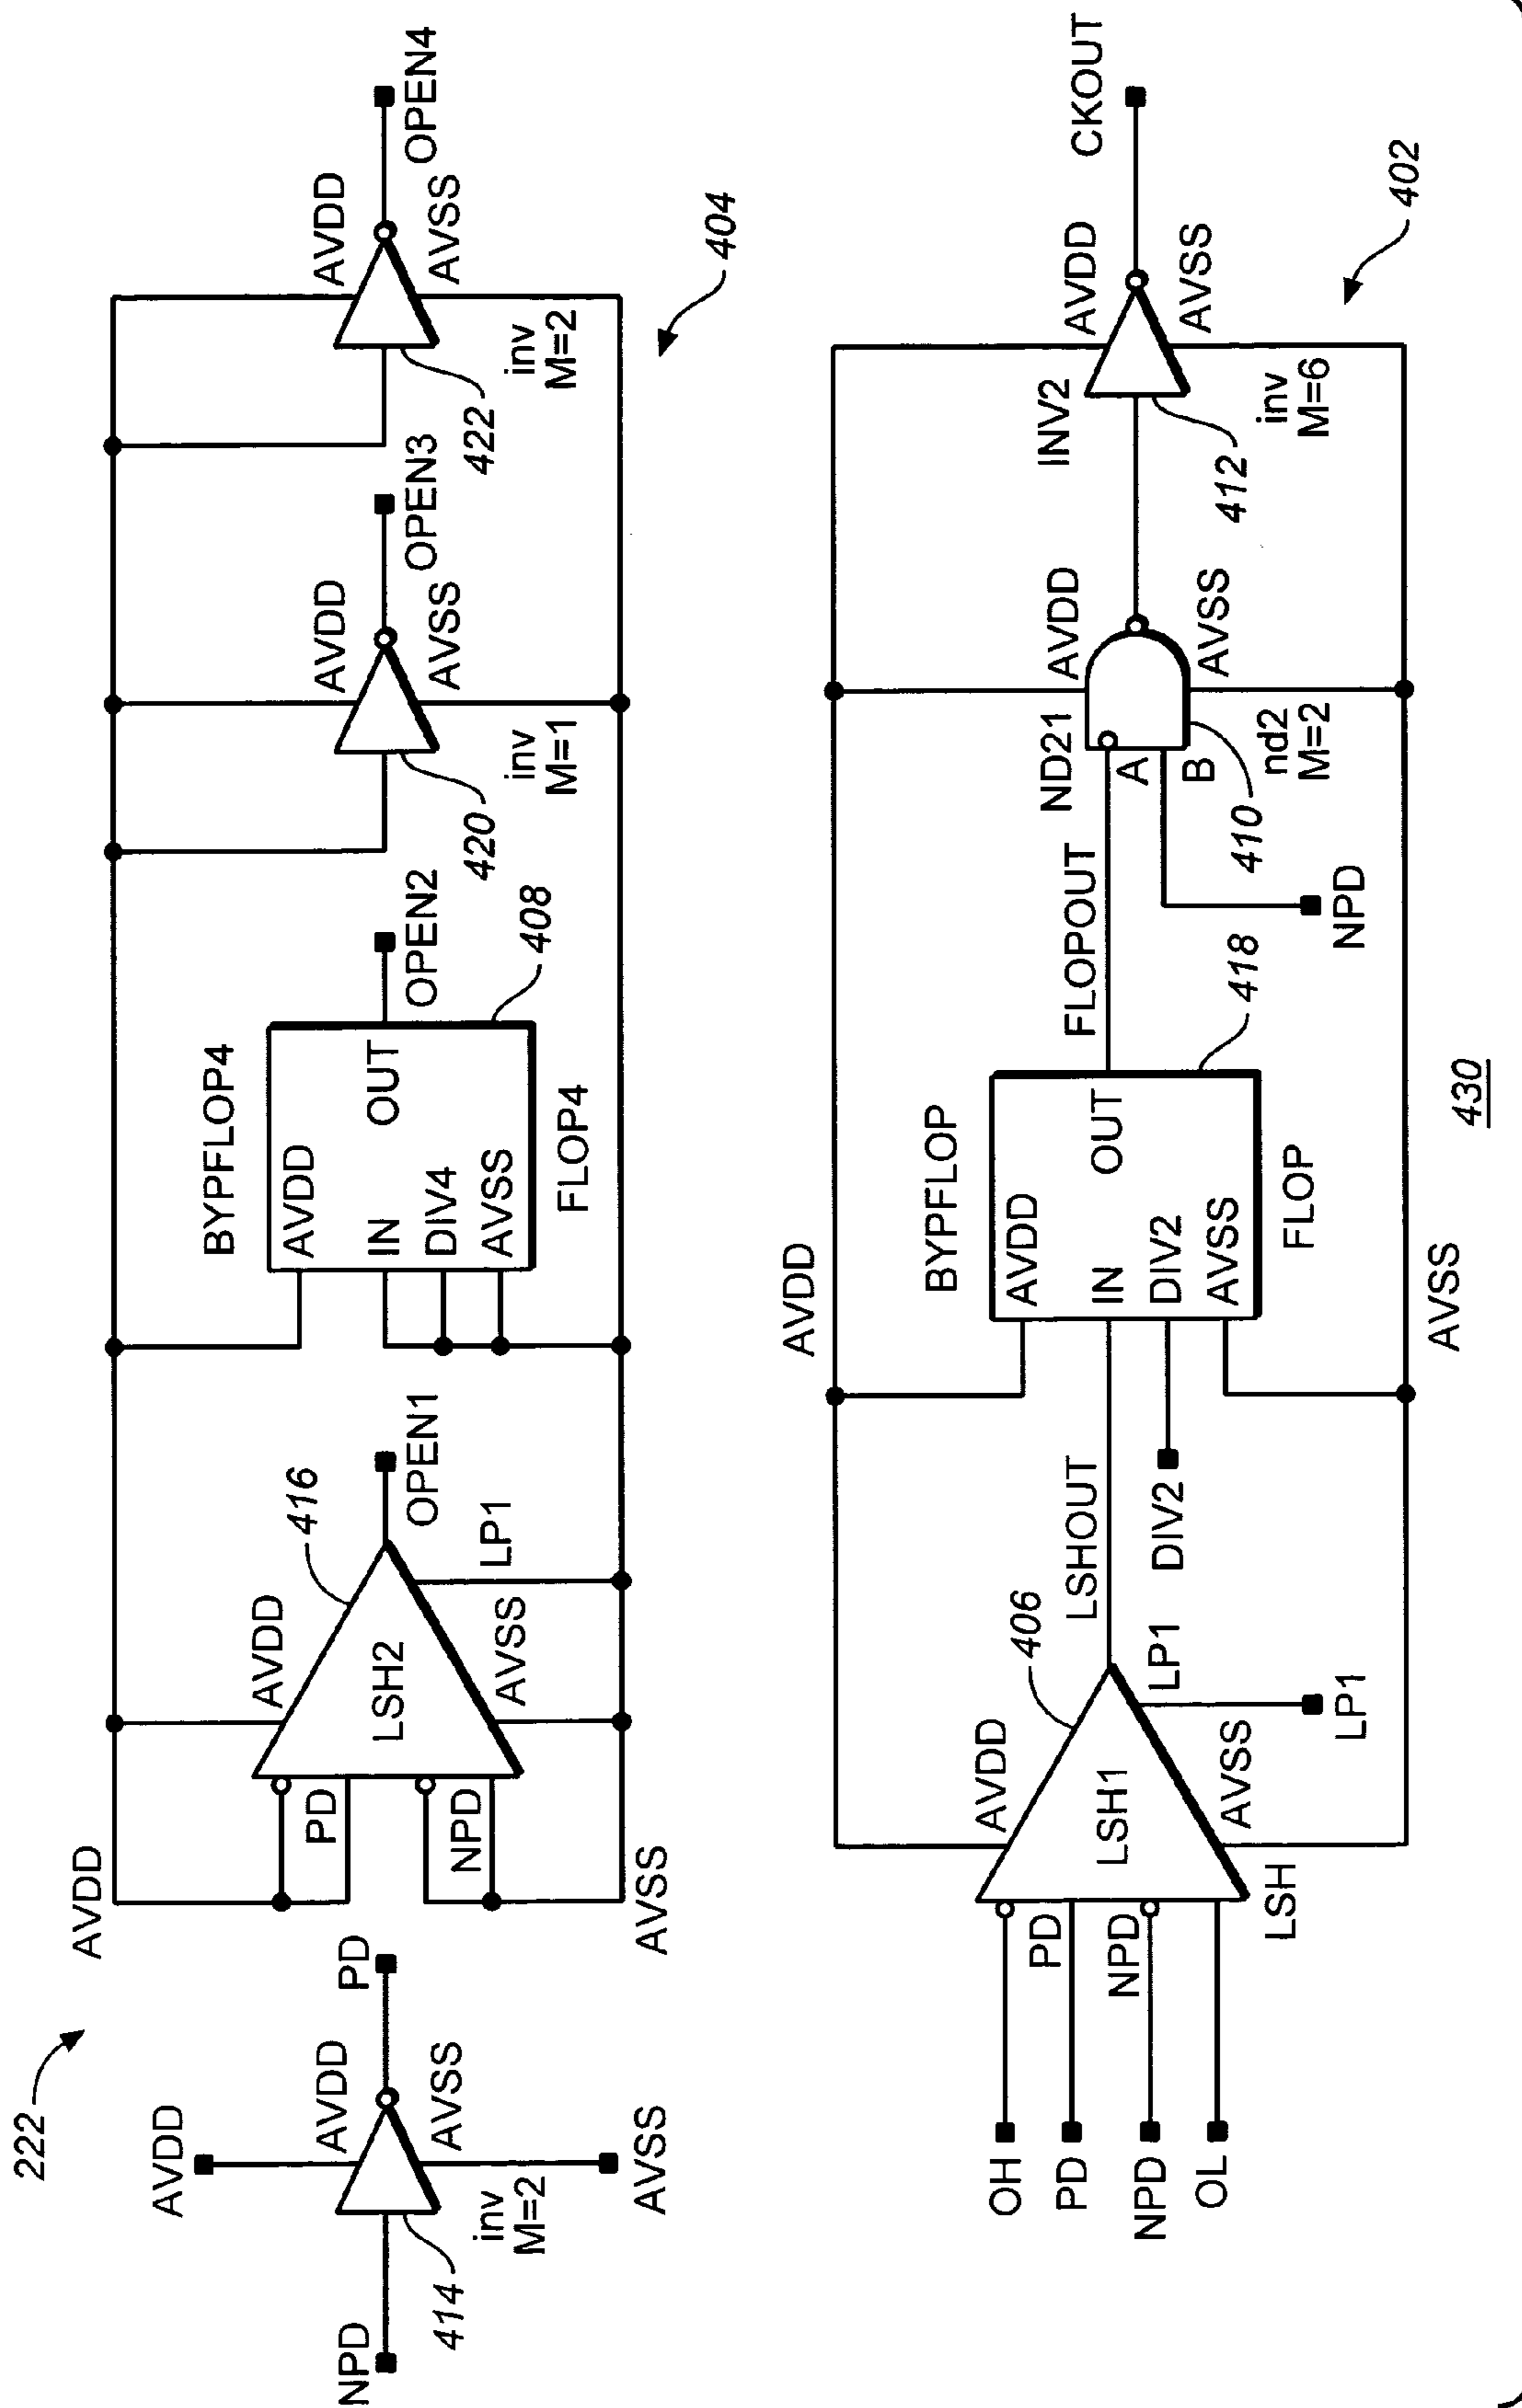 222
NPD
414
inv
M=2
AVDD
AVDD
AVSS
AVSS
PD
AVDD
AVSS
PD
NPD
LSH2
AVDD
AVSS
LP1
416
OPEN1
BYPFLOP4
AVDD
IN
DIV4
AVSS
OUT
FLOP4
OPEN2
408
420
inv
M=1
AVDD
AVSS
OPEN3
422
inv
M=2
AVDD
AVSS
OPEN4
404
OH
PD
NPD
OL
PD
NPD
LSH
LSH1
AVDD
AVSS
406
LP1
LP1
LSHOUT
DIV2
AVDD
AVSS
BYPFLOP
AVDD
IN
DIV2
AVSS
OUT
FLOP
418
FLOPOUT
NPD
ND21
A
B
410
nd2
M=2
AVDD
AVSS
INV2
412
inv
M=6
AVDD
AVSS
CKOUT
402
430